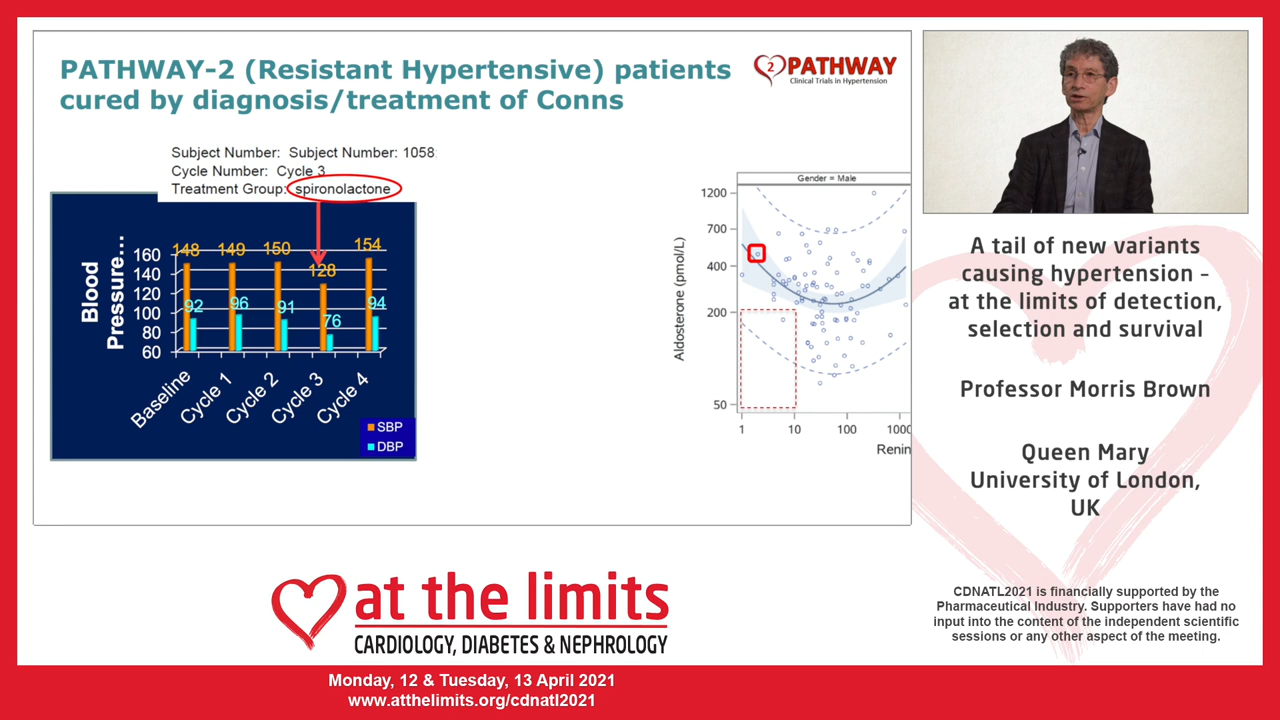 PATHWAY-2 (Resistant Hypertensive) patients
cured by diagnosis/treatment of Conns
2
PATHWAY
Clinical Trials in Hypertension
Subject Number: Subject Number: 1058
Cycle Number: Cycle 3
Treatment Group: spironolactone
Blood
Pressure...
160
140
120
100
80
60
148
92
149
96
150
91
128
76
154
94
Baseline
Cycle 1
Cycle 2
Cycle 3
Cycle 4
SBP
DBP
Gender = Male
Aldosterone (pmol/L)
1200
700
400
200
50
1
10
100
1000
Renin
A tail of new variants
causing hypertension –
at the limits of detection,
selection and survival
Professor Morris Brown
Queen Mary
University of London,
UK
at the limits
CARDIOLOGY, DIABETES & NEPHROLOGY
CDNATL2021 is financially supported by the
Pharmaceutical Industry. Supporters have had no
input into the content of the independent scientific
sessions or any other aspect of the meeting.
Monday, 12 & Tuesday, 13 April 2021
www.atthelimits.org/cdnatl2021